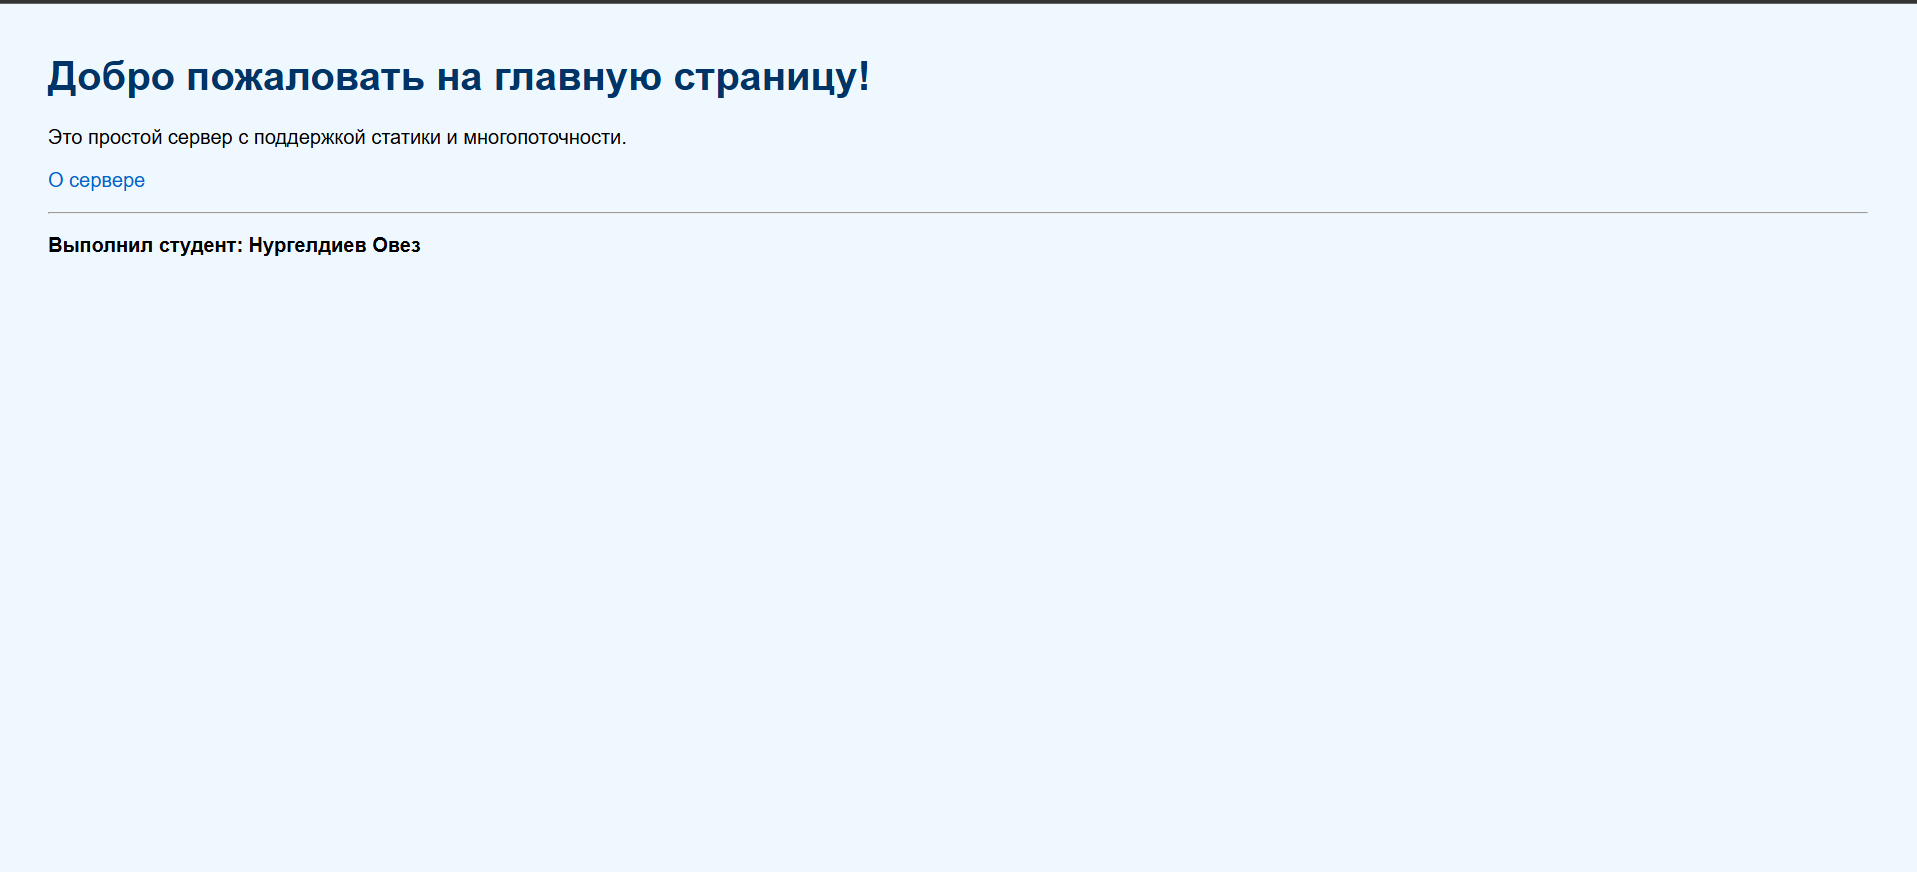 Добро пожаловать на главную страницу!
Это простой сервер с поддержкой статики и многопоточности.
О сервере
Выполнил студент: Нургелдиев Овез